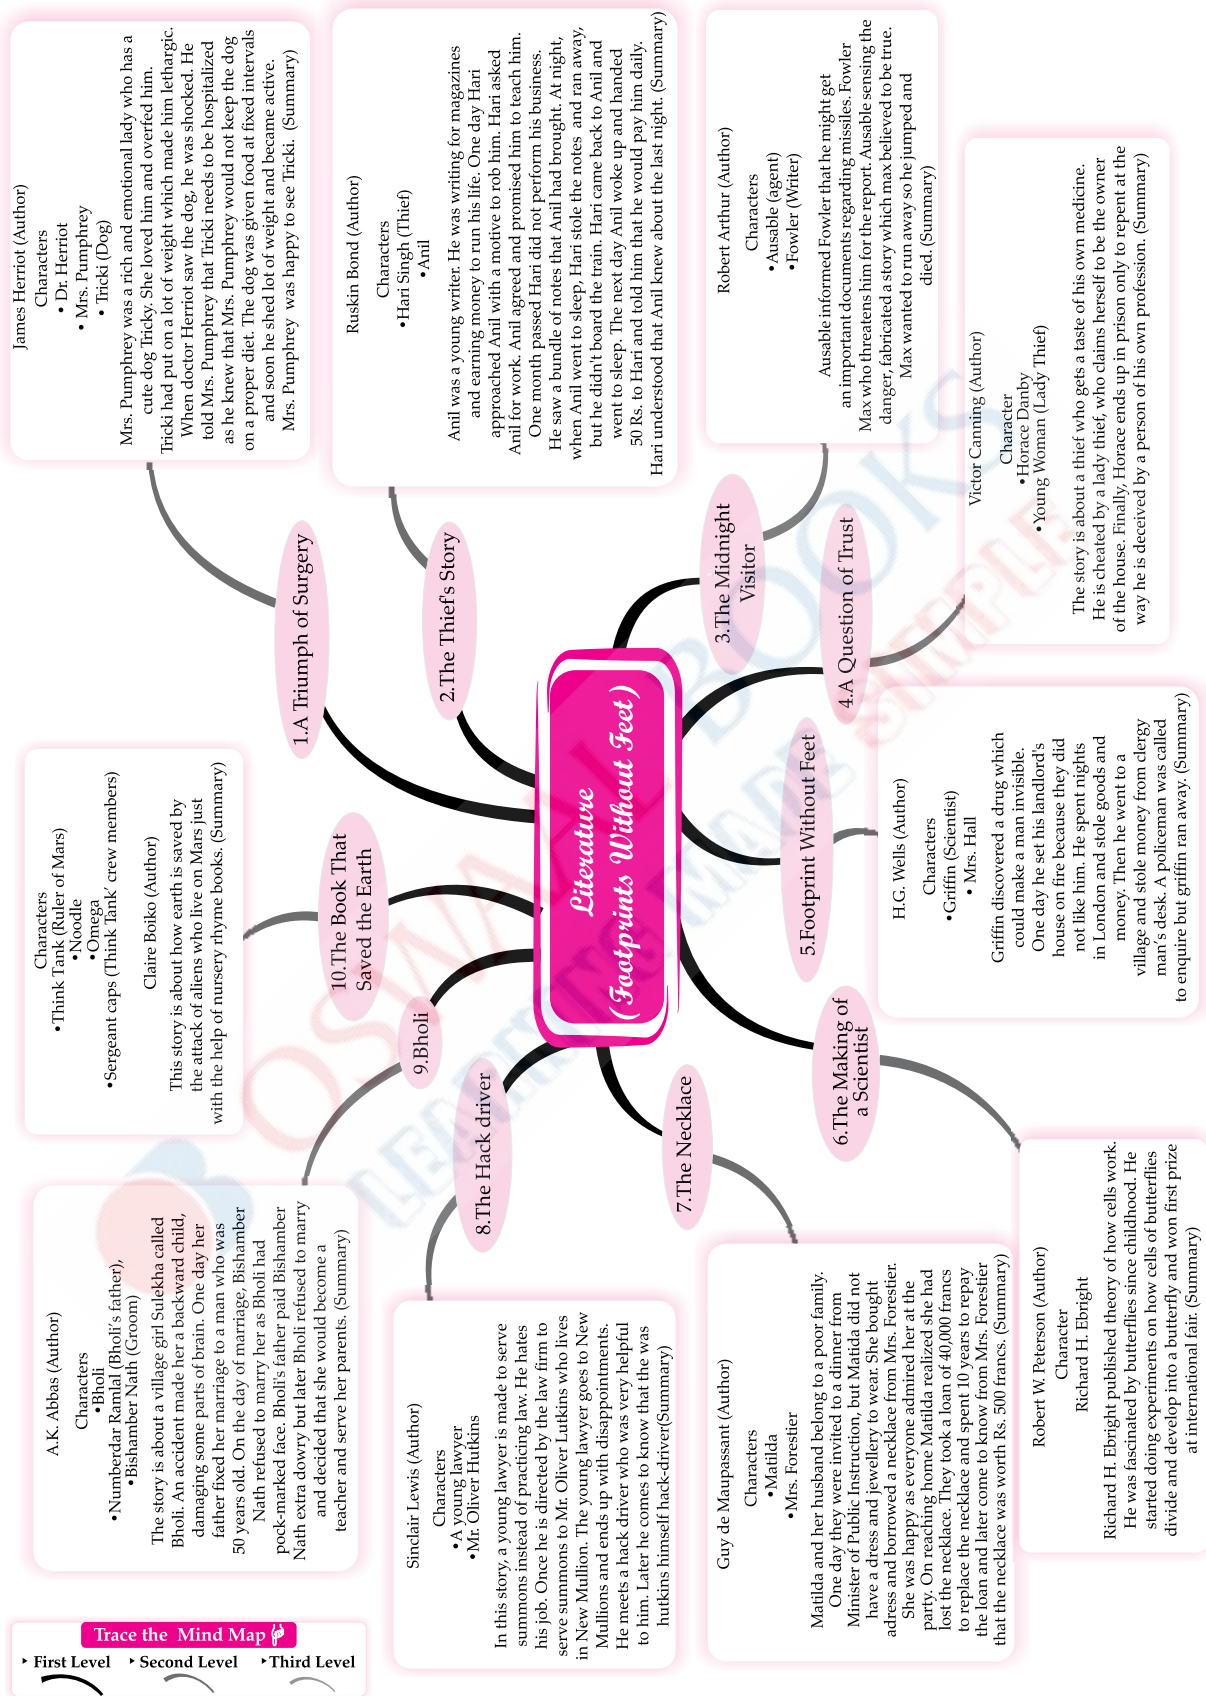 Literature
(Footprints Without Feet)
1.A Triumph of Surgery
James Herriot (Author)
Characters
• Dr. Herriot
• Mrs. Pumphrey
• Tricki (Dog)
Mrs. Pumphrey was a rich and emotional lady who has a
cute dog Tricky. She loved him and overfed him.
Tricki had put on a lot of weight which made him lethargic.
When doctor Herriot saw the dog, he was shocked. He
told Mrs. Pumphrey that Tricki needs to be hospitalized
as he knew that Mrs. Pumphrey would not keep the dog
on a proper diet. The dog was given food at fixed intervals
and soon he shed lot of weight and became active.
Mrs. Pumphrey was happy to see Tricki. (Summary)
2.The Thief's Story
Ruskin Bond (Author)
Characters
•Hari Singh (Thief)
•Anil
Anil was a young writer. He was writing for magazines
and earning money to run his life. One day Hari
approached Anil with a motive to rob him. Hari asked
Anil for work. Anil agreed and promised him to teach him.
One month passed Hari did not perform his business.
He saw a bundle of notes that Anil had brought. At night,
when Anil went to sleep, Hari stole the notes and ran away,
but he didn't board the train. Hari came back to Anil and
went to sleep. The next day Anil woke up and handed
50 Rs. to Hari and told him that he would pay him daily.
Hari understood that Anil knew about the last night. (Summary)
3.The Midnight
Visitor
Robert Arthur (Author)
Characters
•Ausable (agent)
•Fowler (Writer)
Ausable informed Fowler that he might get
an important documents regarding missiles. Fowler
Max who threatens him for the report. Ausable sensing the
danger, fabricated a story which max believed to be true.
Max wanted to run away so he jumped and
died. (Summary)
4.A Question of Trust
Victor Canning (Author)
Character
•Horace Danby
•Young Woman (Lady Thief)
The story is about a thief who gets a taste of his own medicine.
He is cheated by a lady thief, who claims herself to be the owner
of the house. Finally, Horace ends up in prison only to repent at the
way he is deceived by a person of his own profession. (Summary)
5.Footprint Without Feet
H.G. Wells (Author)
Characters
•Griffin (Scientist)
• Mrs. Hall
Griffin discovered a drug which
could make a man invisible.
One day he set his landlord's
house on fire because they did
not like him. He spent nights
in London and stole goods and
money. Then he went to a
village and stole money from clergy
man's desk. A policeman was called
to enquire but griffin ran away. (Summary)
6.The Making of
a Scientist
Robert W. Peterson (Author)
Character
Richard H. Ebright
Richard H. Ebright published theory of how cells work.
He was fascinated by butterflies since childhood. He
started doing experiments on how cells of butterflies
divide and develop into a butterfly and won first prize
at international fair. (Summary)
7.The Necklace
Guy de Maupassant (Author)
Characters
•Matilda
•Mrs. Forestier
Matilda and her husband belong to a poor family.
One day they were invited to a dinner from
Minister of Public Instruction, but Matida did not
have a dress and jewellery to wear. She bought
adress and borrowed a necklace from Mrs. Forestier.
She was happy as everyone admired her at the
party. On reaching home Matilda realized she had
lost the necklace. They took a loan of 40,000 francs
to replace the necklace and spent 10 years to repay
the loan and later come to know from Mrs. Forestier
that the necklace was worth Rs. 500 francs. (Summary)
8.The Hack driver
Sinclair Lewis (Author)
Characters
•A young lawyer
•Mr. Oliver Hutkins
In this story, a young lawyer is made to serve
summons instead of practicing law. He hates
his job. Once he is directed by the law firm to
serve summons to Mr. Oliver Lutkins who lives
in New Mullion. The young lawyer goes to New
Mullions and ends up with disappointments.
He meets a hack driver who was very helpful
to him. Later he comes to know that the was
hutkins himself hack-driver(Summary)
9.Bholi
A.K. Abbas (Author)
Characters
•Bholi
•Numberdar Ramlal (Bholi's father),
•Bishamber Nath (Groom)
The story is about a village girl Sulekha called
Bholi. An accident made her a backward child,
damaging some parts of brain. One day her
father fixed her marriage to a man who was
50 years old. On the day of marriage, Bishamber
Nath refused to marry her as Bholi had
pock-marked face. Bholi's father paid Bishamber
Nath extra dowry but later Bholi refused to marry
and decided that she would become a
teacher and serve her parents. (Summary)
10.The Book That
Saved the Earth
Characters
•Think Tank (Ruler of Mars)
•Noodle
•Omega
•Sergeant caps (Think Tank' crew members)
Claire Boiko (Author)
This story is about how earth is saved by
the attack of aliens who live on Mars just
with the help of nursery rhyme books. (Summary)
Trace the Mind Map
‣ First Level ‣ Second Level ‣Third Level
OSWAAL BOOKS
LEARNING MADE SIMPLE